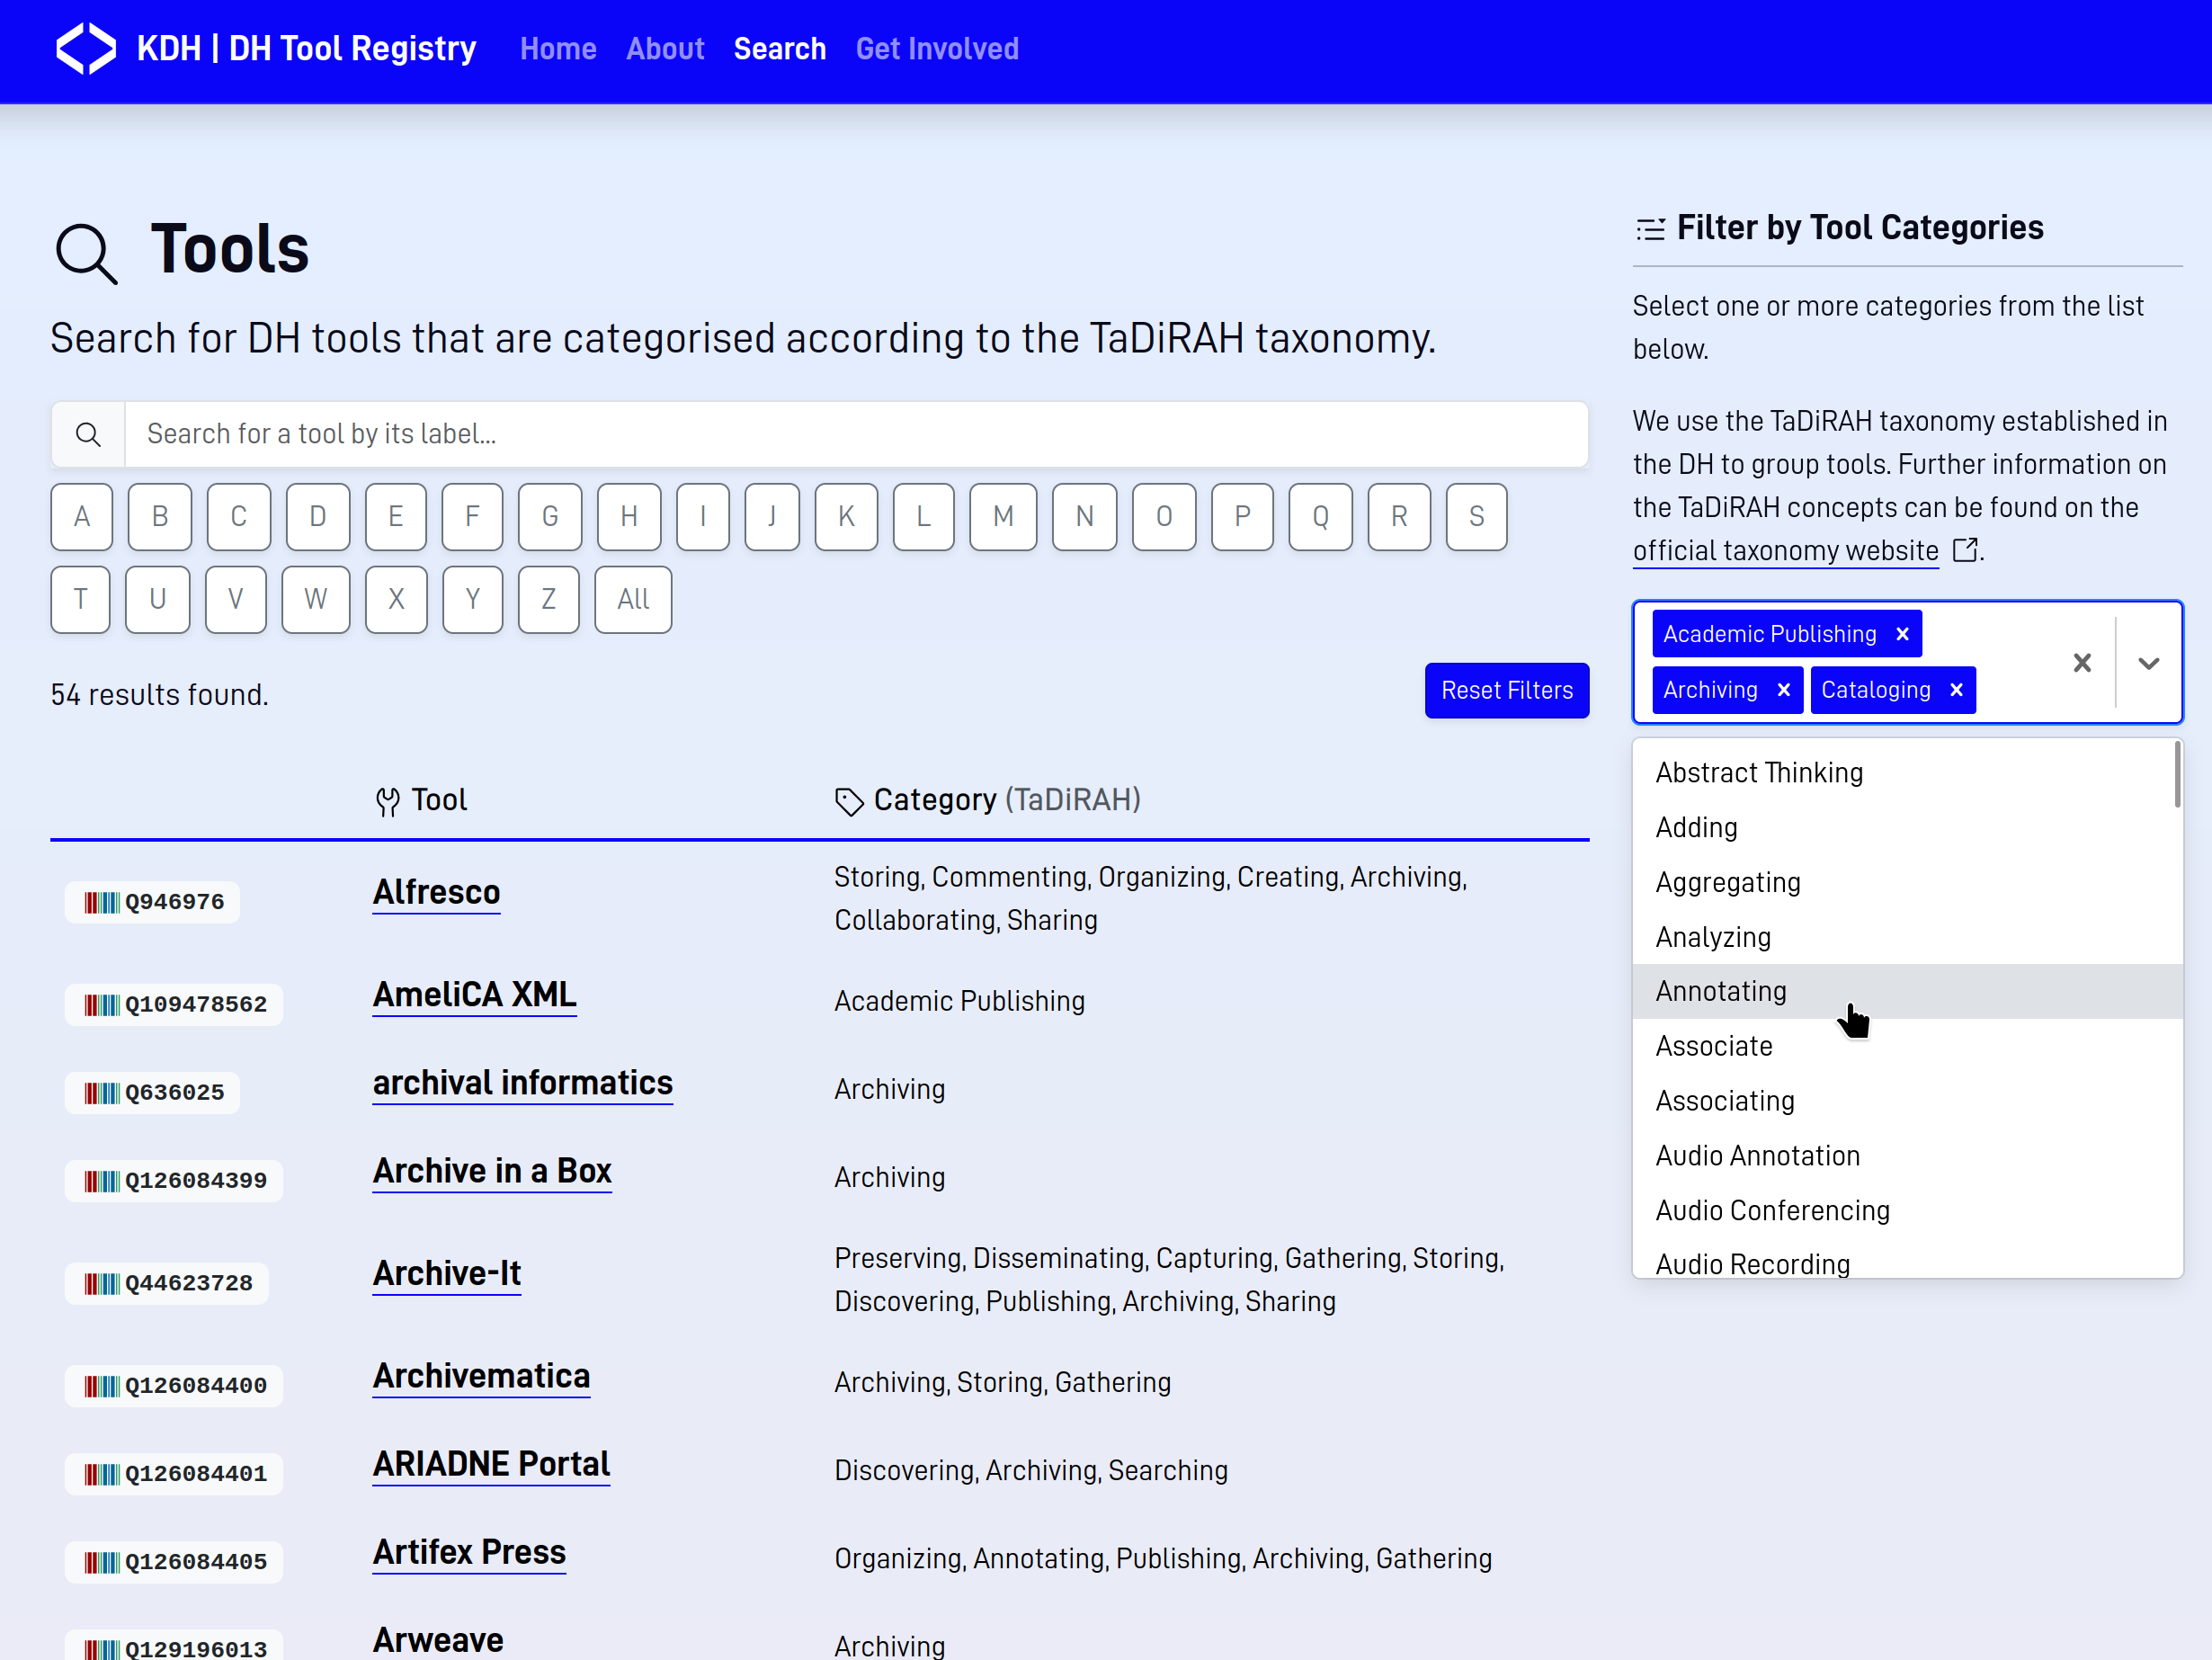 KDH | DH Tool Registry Home About Search Get Involved
Tools
Search for DH tools that are categorised according to the TaDiRAH taxonomy.
Search for a tool by its label...
A B C D E F G H I J K L M N O P Q R S
T U V W X Y Z All
54 results found.
Reset Filters
Tool Category (TaDiRAH)
Q946976 Alfresco Storing, Commenting, Organizing, Creating, Archiving,
Collaborating, Sharing
Q109478562 AmeliCA XML Academic Publishing
Q636025 archival informatics Archiving
Q126084399 Archive in a Box Archiving
Q44623728 Archive-It Preserving, Disseminating, Capturing, Gathering, Storing,
Discovering, Publishing, Archiving, Sharing
Q126084400 Archivematica Archiving, Storing, Gathering
Q126084401 ARIADNE Portal Discovering, Archiving, Searching
Q126084405 Artifex Press Organizing, Annotating, Publishing, Archiving, Gathering
Q129196013 Arweave Archiving
Filter by Tool Categories
Select one or more categories from the list
below.
We use the TaDiRAH taxonomy established in
the DH to group tools. Further information on
the TaDiRAH concepts can be found on the
official taxonomy website.
Academic Publishing
Archiving Cataloging
Abstract Thinking
Adding
Aggregating
Analyzing
Annotating
Associate
Associating
Audio Annotation
Audio Conferencing
Audio Recording